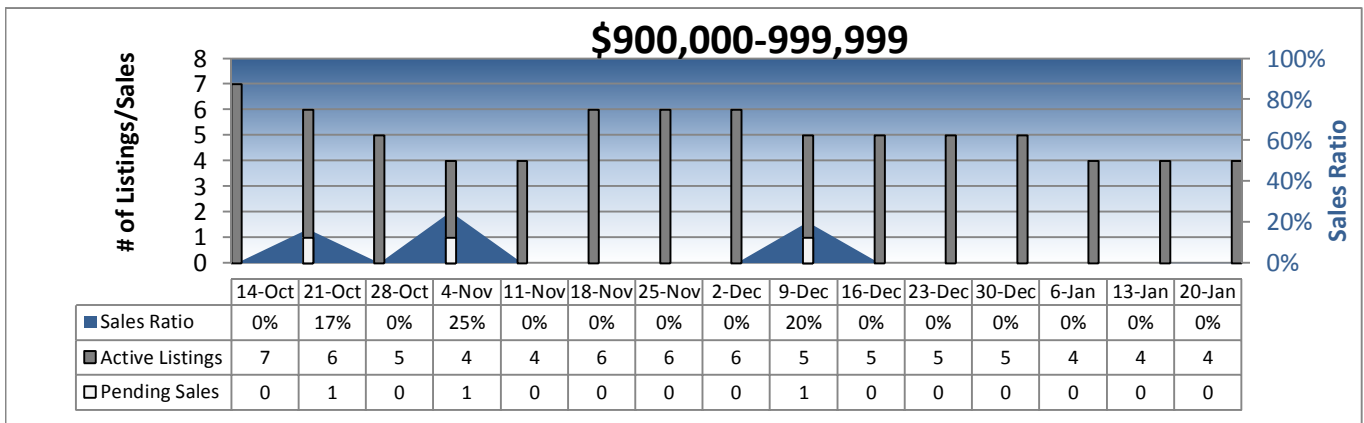 $900,000-999,999
# of Listings/Sales
8 100%
7
6 80%
5 60%
4
3 40%
2 20%
1
0 0%
Sales Ratio
14-Oct 21-Oct 28-Oct 4-Nov 11-Nov 18-Nov 25-Nov 2-Dec 9-Dec 16-Dec 23-Dec 30-Dec 6-Jan 13-Jan 20-Jan
Sales Ratio 0% 17% 0% 25% 0% 0% 0% 0% 20% 0% 0% 0% 0% 0% 0%
Active Listings 7 6 5 4 4 6 6 6 5 5 5 5 4 4 4
Pending Sales 0 1 0 1 0 0 0 0 1 0 0 0 0 0 0